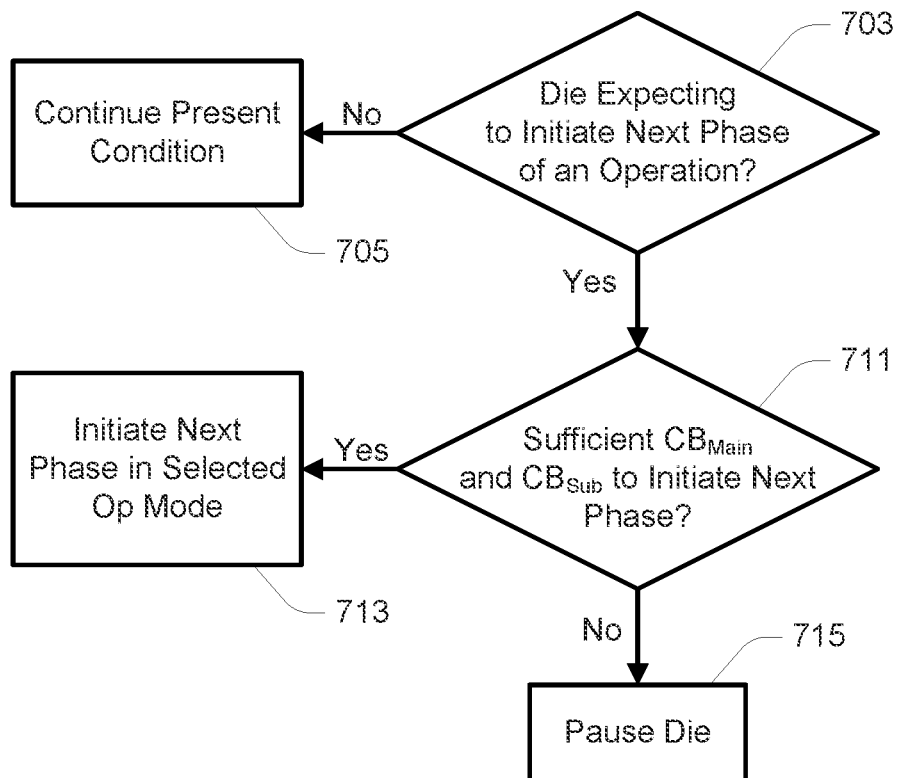 703
Die Expecting
to Initiate Next Phase
of an Operation?
No
Continue Present
Condition
705
Yes
711
Sufficient CBMain
and CBSub to Initiate Next
Phase?
Yes
Initiate Next
Phase in Selected
Op Mode
713
No
715
Pause Die